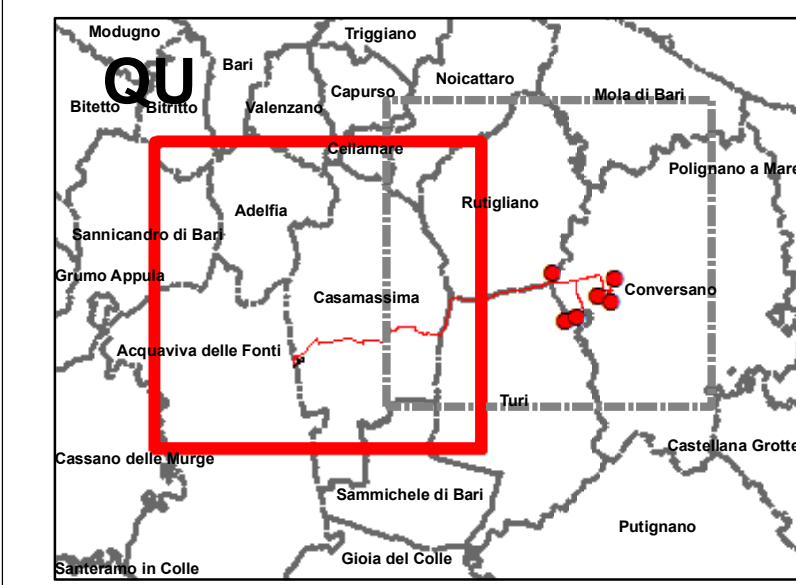 Modugno
Triggiano
QU
Bari
Noicattaro
Capurso
Mola di Bari
Bitetto
Bitritto
Valenzano
Cellamare
Polignano a Mare
Rutigliano
Adelfia
Sannicandro di Bari
Grumo Appula
Conversano
Casamassima
Acquaviva delle Fonti
Turi
Castellana Grotte
Cassano delle Murge
Sammichele di Bari
Putignano
Gioia del Colle
Santeramo in Colle